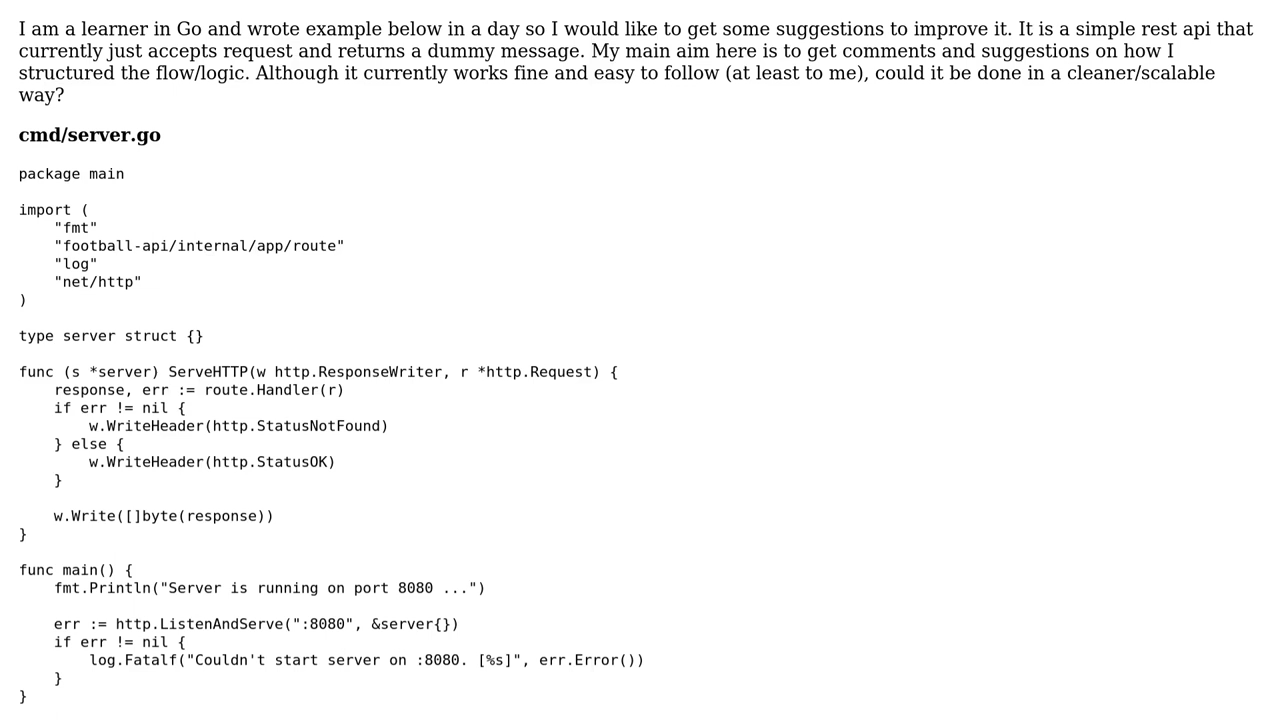 I am a learner in Go and wrote example below in a day so I would like to get some suggestions to improve it. It is a simple rest api that
currently just accepts request and returns a dummy message. My main aim here is to get comments and suggestions on how I
structured the flow/logic. Although it currently works fine and easy to follow (at least to me), could it be done in a cleaner/scalable
way?
cmd/server.go
package main
import (
    "fmt"
    "football-api/internal/app/route"
    "log"
    "net/http"
)
type server struct {}
func (s *server) ServeHTTP(w http.ResponseWriter, r *http.Request) {
    response, err := route.Handler(r)
    if err != nil {
        w.WriteHeader(http.StatusNotFound)
    } else {
        w.WriteHeader(http.StatusOK)
    }
    w.Write([]byte(response))
}
func main() {
    fmt.Println("Server is running on port 8080 ...")
    err := http.ListenAndServe(":8080", &server{})
    if err != nil {
        log.Fatalf("Couldn't start server on :8080. [%s]", err.Error())
    }
}